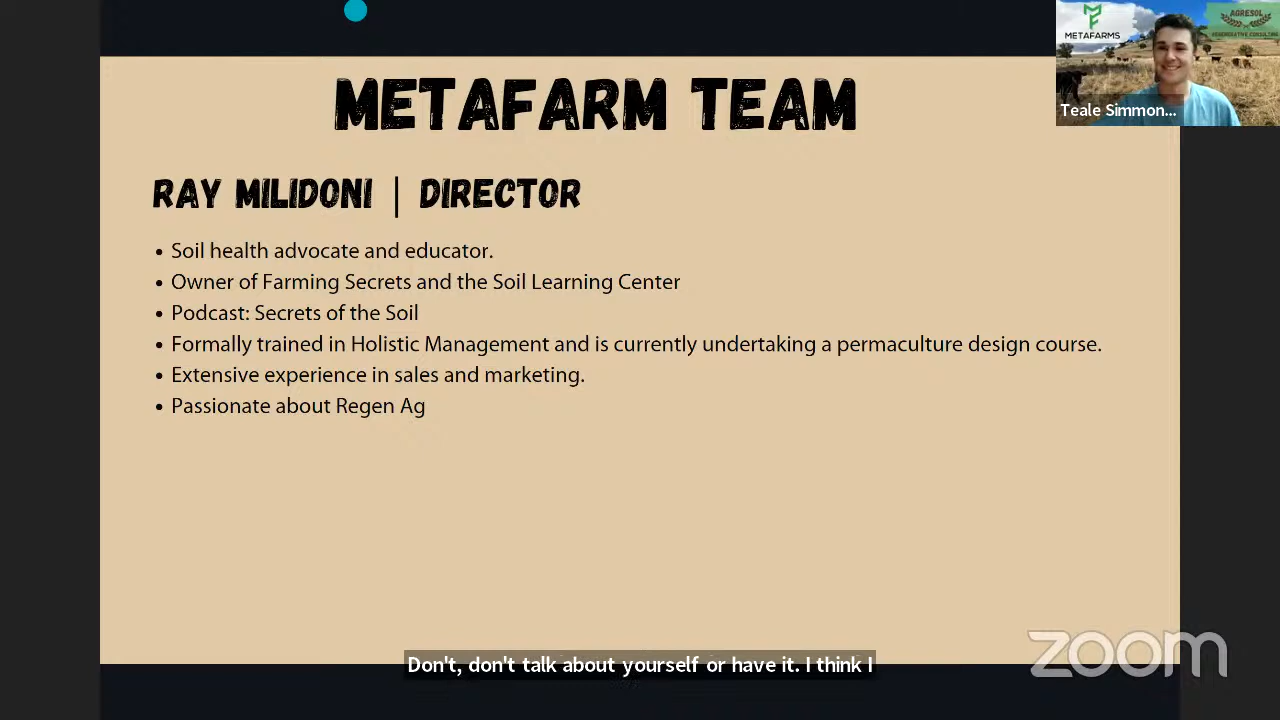 METAFARM TEAM
METAFARMS
AGRESOL
REGENERATIVE CONSULTING
Teale Simmon...
RAY MILIDONI | DIRECTOR
• Soil health advocate and educator.
• Owner of Farming Secrets and the Soil Learning Center
• Podcast: Secrets of the Soil
• Formally trained in Holistic Management and is currently undertaking a permaculture design course.
• Extensive experience in sales and marketing.
• Passionate about Regen Ag
zoom
Don't, don't talk about yourself or have it. I think I